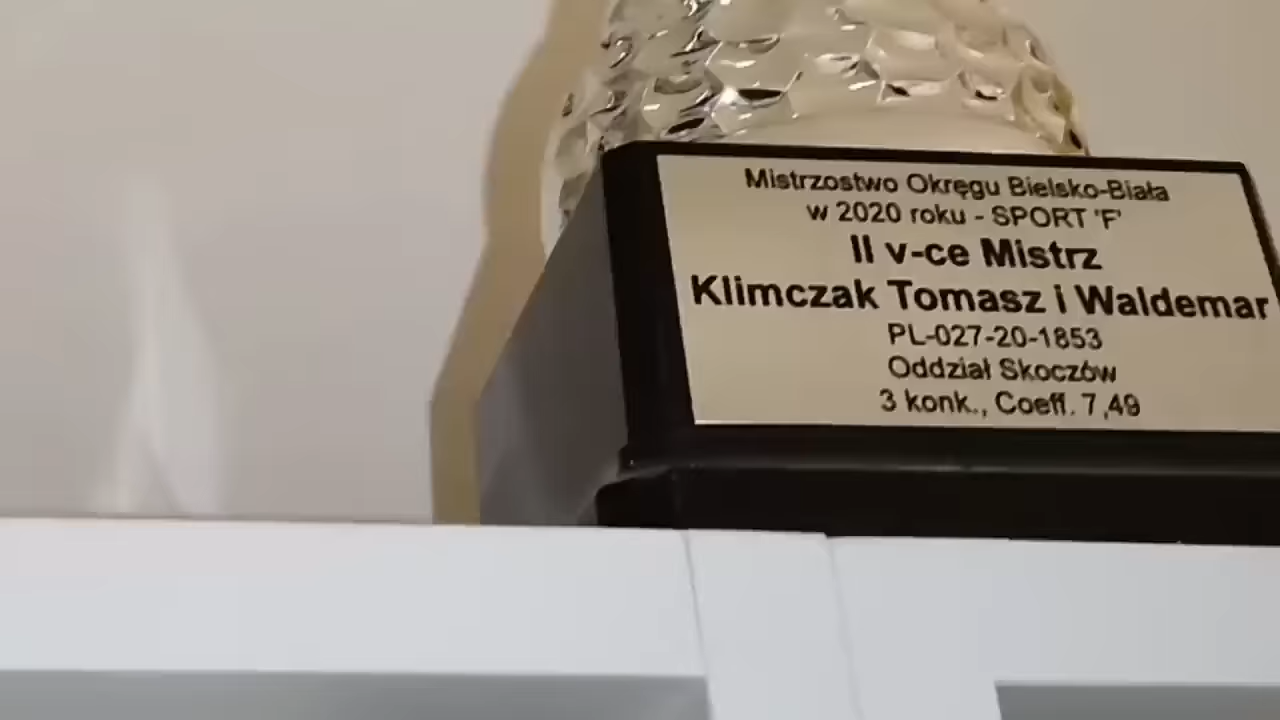 Mistrzostwo Okręgu Bielsko-Biała
w 2020 roku - SPORT 'F'
II v-ce Mistrz
Klimczak Tomasz i Waldemar
PL-027-20-1853
Oddział Skoczów
3 konk., Coeff. 7,49